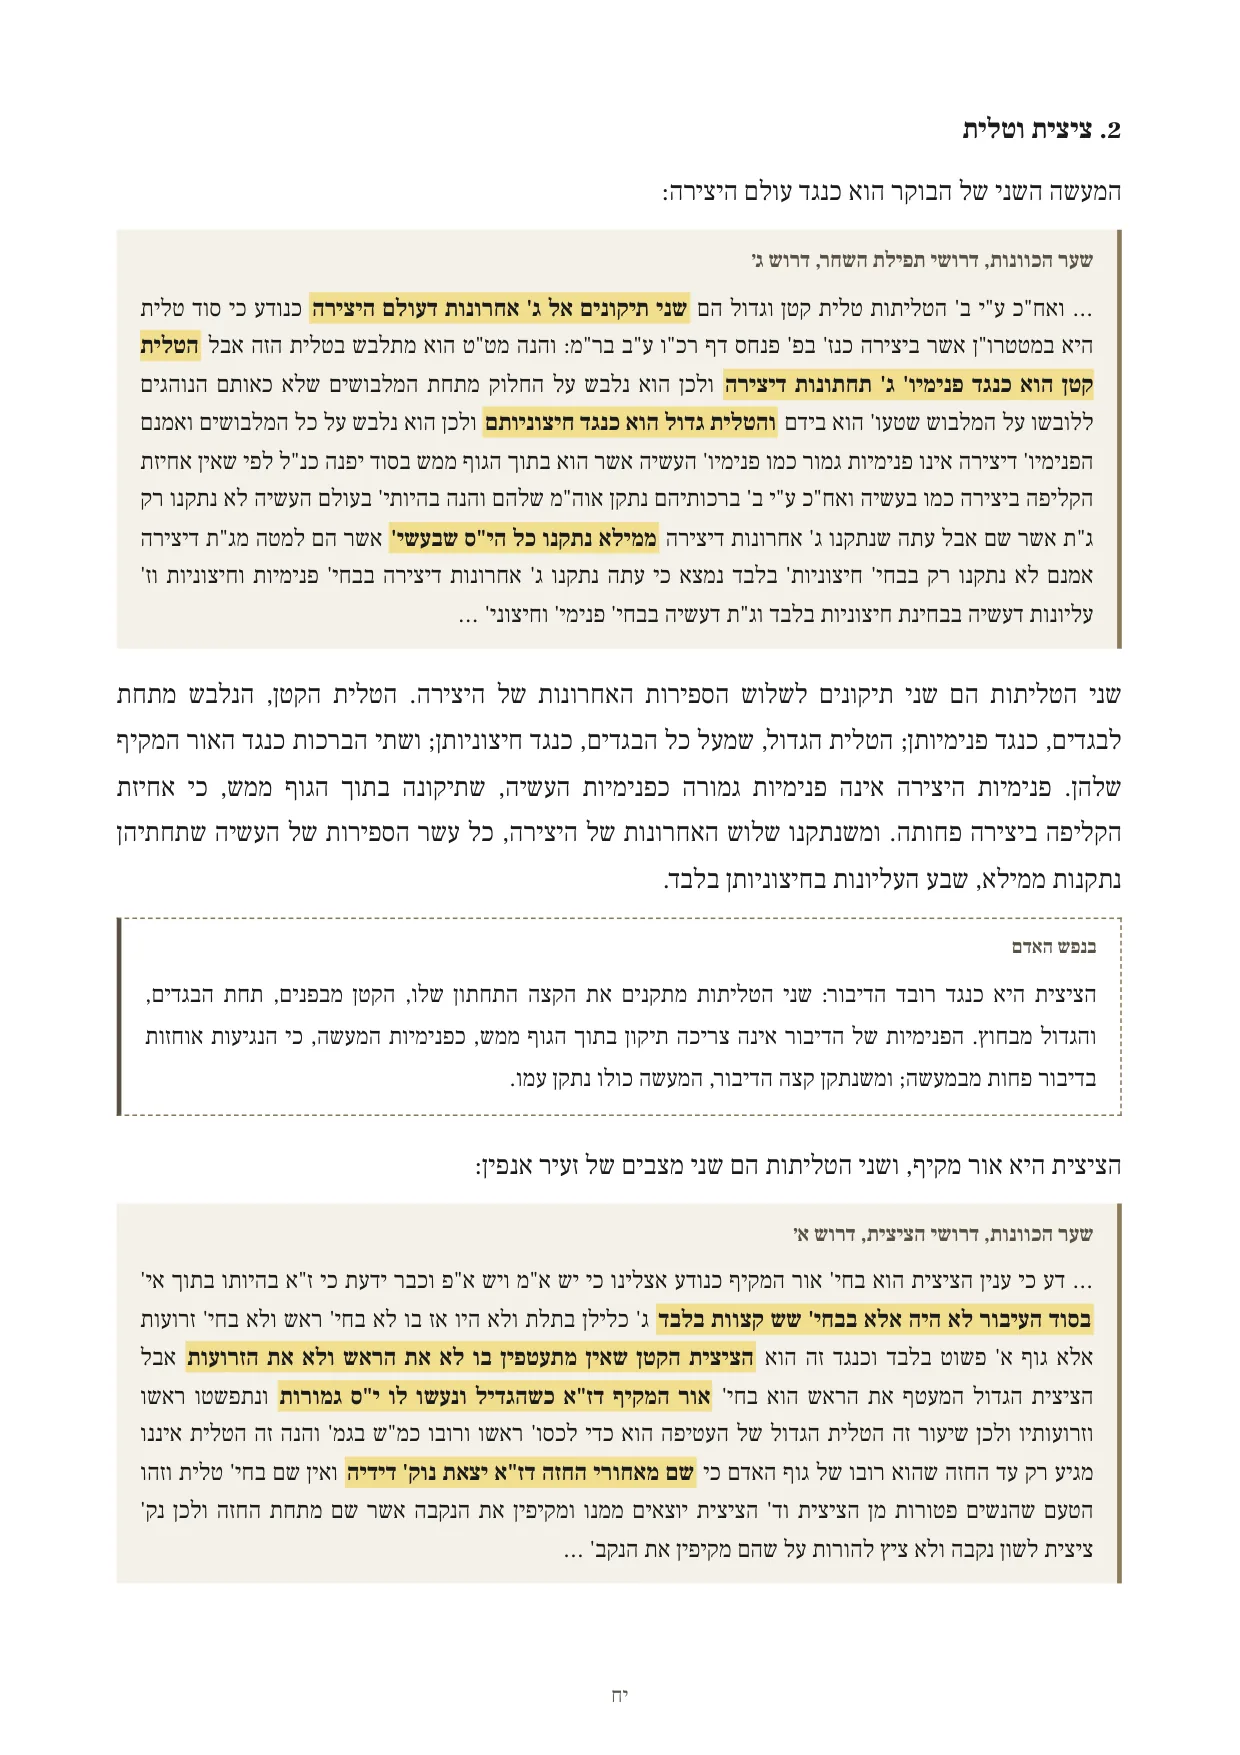 2. ציצית וטלית
המעשה השני של הבוקר הוא כנגד עולם היצירה:
שער הכוונות, דרושי תפילת השחר, דרוש ג׳
... ואח"כ ע"י ב' הטליתות טלית קטן וגדול הם שני תיקונים אל ג' אחרונות דעולם היצירה כנודע כי סוד טלית
היא במטטרו"ן אשר ביצירה כנז' בפ' פנחס דף רכ"ו ע"ב בר"מ: והנה מט"ט הוא מתלבש בטלית הזה אבל הטלית
קטן הוא כנגד פנימיו' ג' תחתונות דיצירה ולכן הוא נלבש על החלוק מתחת המלבושים שלא כאותם הנוהגים
ללובשו על המלבוש שטעו' הוא בידם והטלית גדול הוא כנגד חיצוניותם ולכן הוא נלבש על כל המלבושים ואמנם
הפנימיו' דיצירה אינו פנימיות גמור כמו פנימיו' העשיה אשר הוא בתוך הגוף ממש בסוד יפנה כנ"ל לפי שאין אחיזת
הקליפה ביצירה כמו בעשיה ואח"כ ע"י ב' ברכותיהם נתקן אוה"מ שלהם והנה בהיותי' בעולם העשיה לא נתקנו רק
ג"ת אשר שם אבל עתה שנתקנו ג' אחרונות דיצירה ממילא נתקנו כל הי"ס שבעשי' אשר הם למטה מג"ת דיצירה
אמנם לא נתקנו רק בבחי' חיצוניות' בלבד נמצא כי עתה נתקנו ג' אחרונות דיצירה בבחי' פנימיות וחיצוניות וז'
עליונות דעשיה בבחינת חיצוניות בלבד וג"ת דעשיה בבחי' פנימי' וחיצוני' ...
שני הטליתות הם שני תיקונים לשלוש הספירות האחרונות של היצירה. הטלית הקטן, הנלבש מתחת
לבגדים, כנגד פנימיותן; הטלית הגדול, שמעל כל הבגדים, כנגד חיצוניותן; ושתי הברכות כנגד האור המקיף
שלהן. פנימיות היצירה אינה פנימיות גמורה כפנימיות העשיה, שתיקונה בתוך הגוף ממש, כי אחיזת
הקליפה ביצירה פחותה. ומשנתקנו שלוש האחרונות של היצירה, כל עשר הספירות של העשיה שתחתיהן
נתקנות ממילא, שבע העליונות בחיצוניותן בלבד.
בנפש האדם
הציצית היא כנגד רובד הדיבור: שני הטליתות מתקנים את הקצה התחתון שלו, הקטן מבפנים, תחת הבגדים,
והגדול מבחוץ. הפנימיות של הדיבור אינה צריכה תיקון בתוך הגוף ממש, כפנימיות המעשה, כי הנגיעות אוחזות
בדיבור פחות מבמעשה; ומשנתקן קצה הדיבור, המעשה כולו נתקן עמו.
הציצית היא אור מקיף, ושני הטליתות הם שני מצבים של זעיר אנפין:
שער הכוונות, דרושי הציצית, דרוש א׳
... דע כי ענין הציצית הוא בחי' אור המקיף כנודע אצלינו כי יש א"מ ויש א"פ וכבר ידעת כי ז"א בהיותו בתוך אי'
בסוד העיבור לא היה אלא בבחי' שש קצוות בלבד ג' כלילן בתלת ולא היו אז בו לא בחי' ראש ולא בחי' זרועות
אלא גוף א' פשוט בלבד וכנגד זה הוא הציצית הקטן שאין מתעטפין בו לא את הראש ולא את הזרועות אבל
הציצית הגדול המעטף את הראש הוא בחי' אור המקיף דז"א כשהגדיל ונעשו לו י"ס גמורות ונתפשטו ראשו
וזרועותיו ולכן שיעור זה הטלית הגדול של העטיפה הוא כדי לכסו' ראשו ורובו כמ"ש בגמ' והנה זה הטלית איננו
מגיע רק עד החזה שהוא רובו של גוף האדם כי שם מאחורי החזה דז"א יצאת נוק' דידיה ואין שם בחי' טלית וזהו
הטעם שהנשים פטורות מן הציצית וד' הציצית יוצאים ממנו ומקיפין את הנקבה אשר שם מתחת החזה ולכן נק'
ציצית לשון נקבה ולא ציץ להורות על שהם מקיפין את הנקב' ...
יח